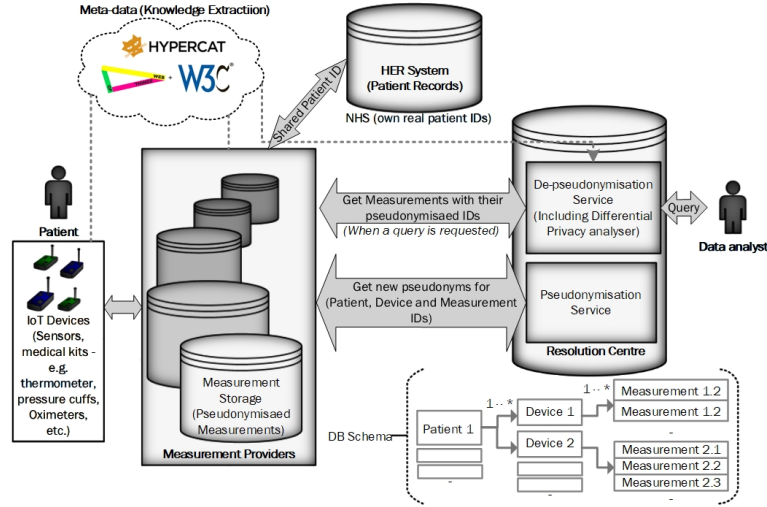 Meta-data (Knowledge Extractiion)
HYPERCAT
W3C®
Shared Patient ID
HER System
(Patient Records)
NHS (own real patient IDs)
Patient
IoT Devices
(Sensors,
medical kits -
e.g.
thermometer,
pressure cuffs,
Oximeters,
etc.)
Measurement
Storage
(Pseudonymisaed
Measurements)
Measurement Providers
Get Measurements with their
pseudonymisaed IDs
(When a query is requested)
Get new pseudonyms for
(Patient, Device and Measurement
IDs)
De-pseudonymisation
Service
(Including Differential
Privacy analyser)
Pseudonymisation
Service
Resolution Centre
Query
Data analyst
DB Schema
Patient 1
-
1 ·· *
Device 1
Device 2
-
1 ·· *
Measurement 1.2
Measurement 1.2
-
Measurement 2.1
Measurement 2.2
Measurement 2.3
-